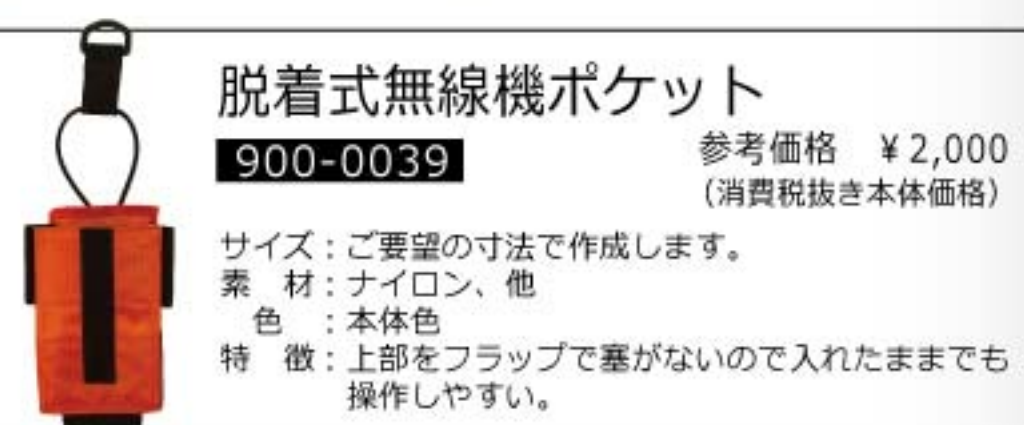 脱着式無線機ポケット
900-0039
参考価格　¥2,000
（消費税抜き本体価格）
サイズ：ご要望の寸法で作成します。
素　材：ナイロン、他
色　：本体色
特　徴：上部をフラップで塞がないので入れたままでも
操作しやすい。